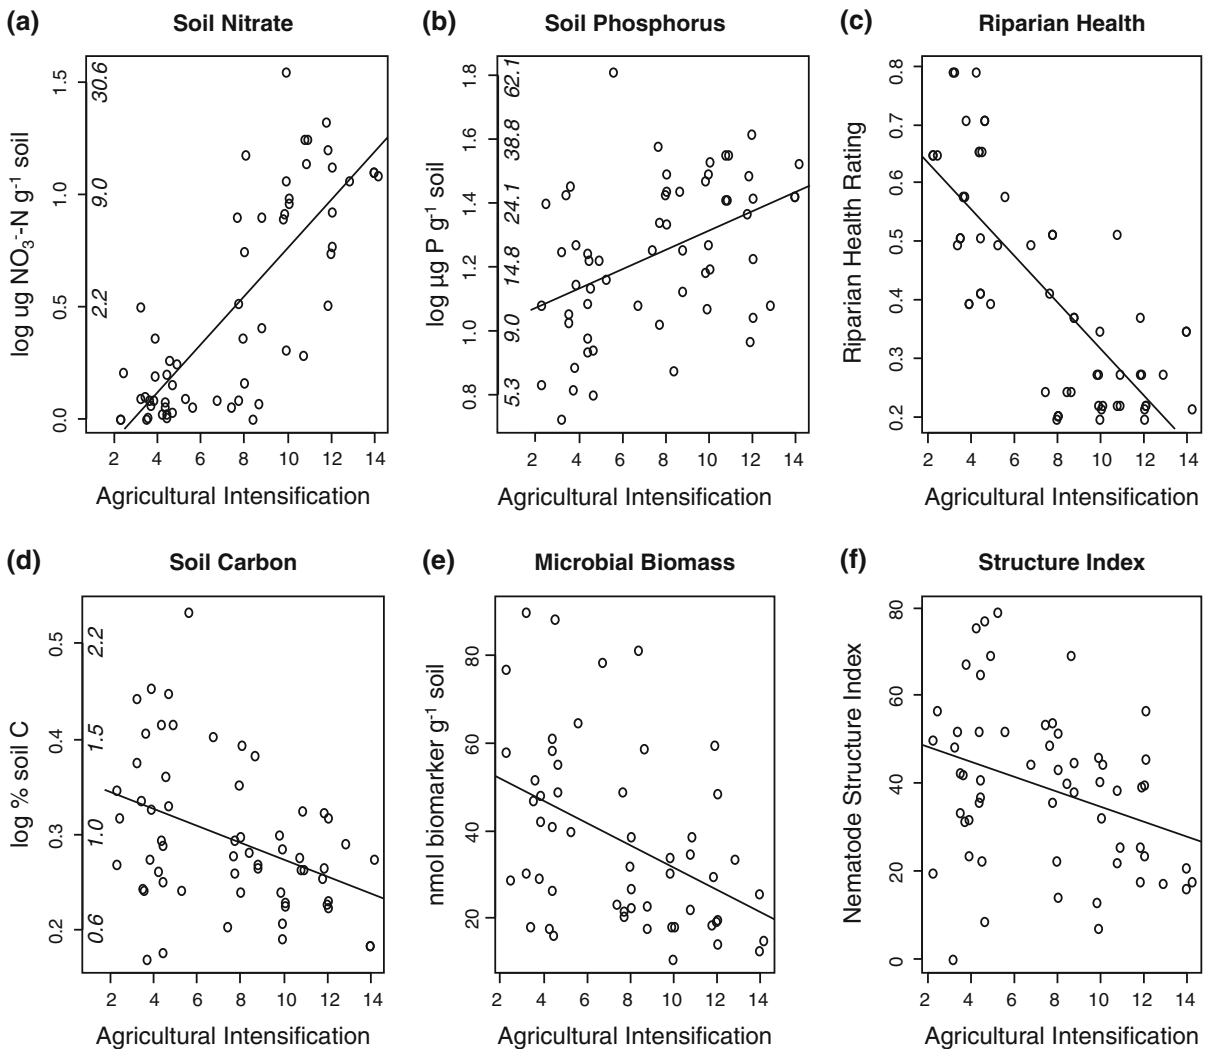 (a) Soil Nitrate
log ug NO₃⁻-N g⁻¹ soil
0.0 0.5 1.0 1.5
2.2 9.0 30.6
2 4 6 8 10 12 14
Agricultural Intensification
(b) Soil Phosphorus
log µg P g⁻¹ soil
0.8 1.0 1.2 1.4 1.6 1.8
5.3 9.0 14.8 24.1 38.8 62.1
2 4 6 8 10 12 14
Agricultural Intensification
(c) Riparian Health
Riparian Health Rating
0.2 0.3 0.4 0.5 0.6 0.7 0.8
2 4 6 8 10 12 14
Agricultural Intensification
(d) Soil Carbon
log % soil C
0.2 0.3 0.4 0.5
0.6 1.0 1.5 2.2
2 4 6 8 10 12 14
Agricultural Intensification
(e) Microbial Biomass
nmol biomarker g⁻¹ soil
20 40 60 80
2 4 6 8 10 12 14
Agricultural Intensification
(f) Structure Index
Nematode Structure Index
0 20 40 60 80
2 4 6 8 10 12 14
Agricultural Intensification